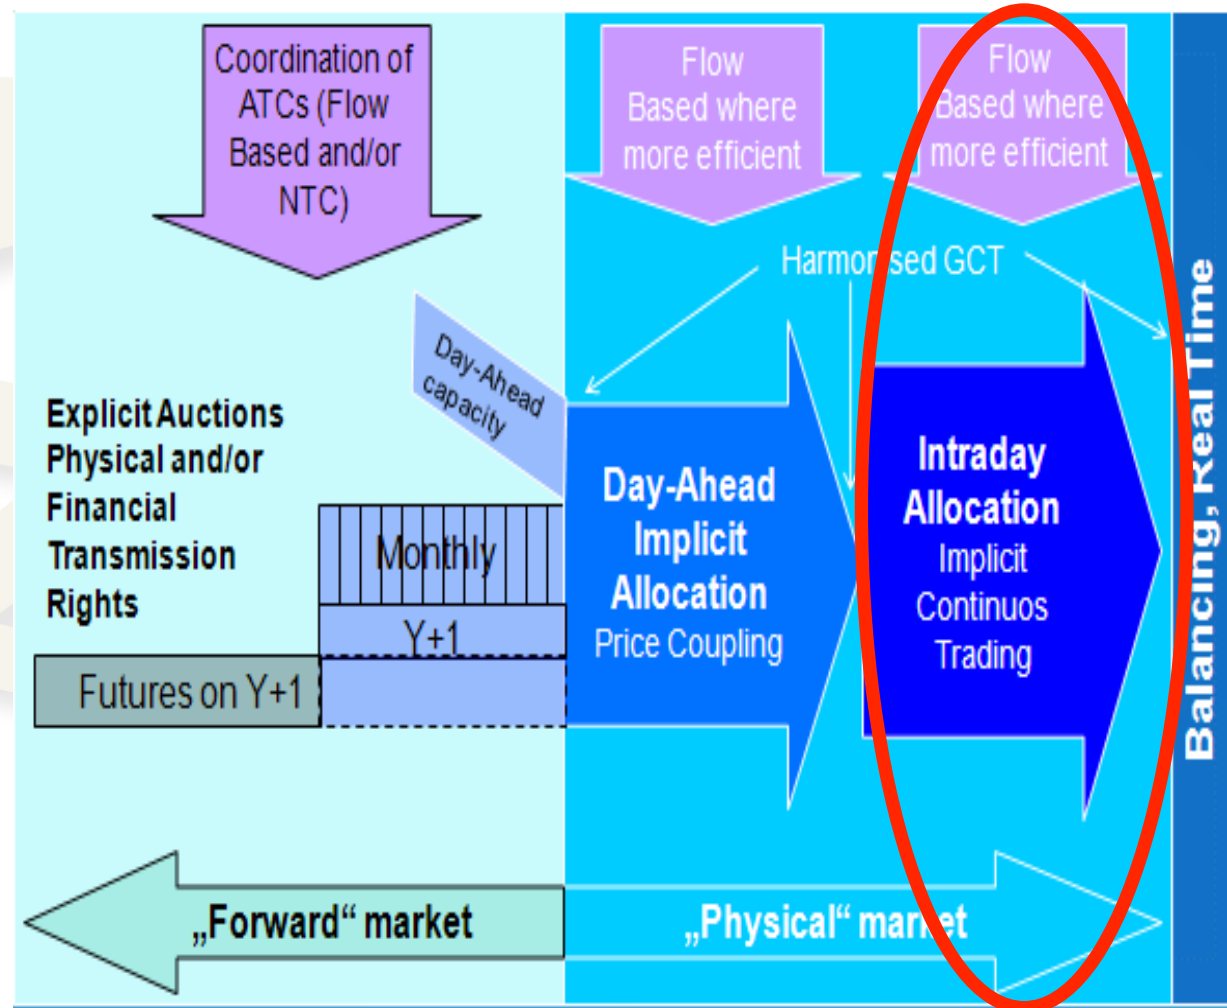 Coordination of
ATCs (Flow
Based and/or
NTC)
Flow
Based where
more efficient
Flow
Based where
more efficient
Harmonised GCT
Day-Ahead
capacity
Explicit Auctions
Physical and/or
Financial
Transmission
Rights
Monthly
Y+1
Futures on Y+1
Day-Ahead
Implicit
Allocation
Price Coupling
Intraday
Allocation
Implicit
Continuos
Trading
Balancing, Real Time
„Forward“ market
„Physical“ market